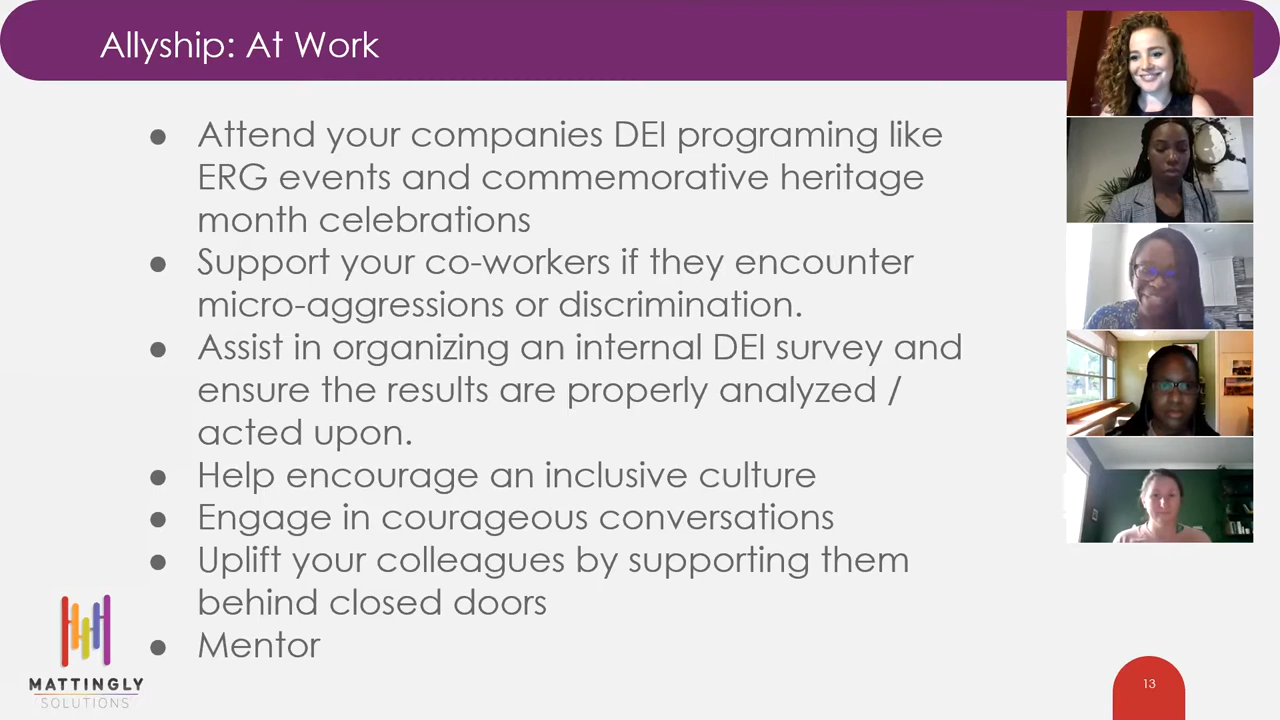 Allyship: At Work
● Attend your companies DEI programing like
ERG events and commemorative heritage
month celebrations
● Support your co-workers if they encounter
micro-aggressions or discrimination.
● Assist in organizing an internal DEI survey and
ensure the results are properly analyzed /
acted upon.
● Help encourage an inclusive culture
● Engage in courageous conversations
● Uplift your colleagues by supporting them
behind closed doors
● Mentor
MATTINGLY
SOLUTIONS
13